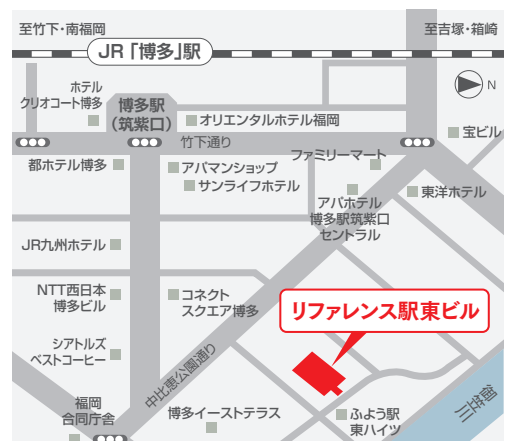 至竹下・南福岡
至吉塚・箱崎
JR「博多」駅
N
ホテル
クリオコート博多
博多駅
(筑紫口)
オリエンタルホテル福岡
宝ビル
竹下通り
都ホテル博多
アパマンショップ
ファミリーマート
サンライフホテル
東洋ホテル
アパホテル
博多駅筑紫口
セントラル
JR九州ホテル
NTT西日本
博多ビル
コネクト
スクエア博多
リファレンス駅東ビル
シアトルズ
ベストコーヒー
中比恵公園通り
御笠川
福岡
合同庁舎
博多イーストテラス
ふよう駅
東ハイツ